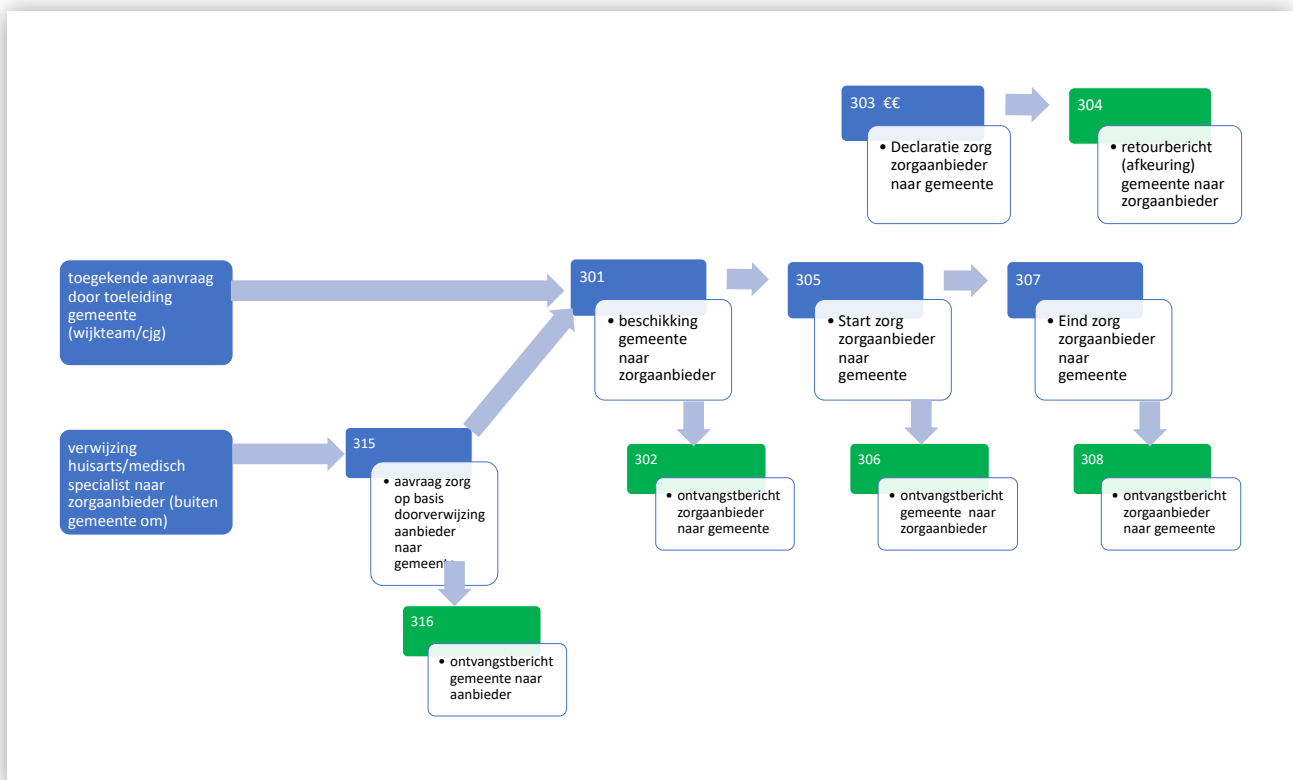 303 €€
• Declaratie zorg
zorgaanbieder
naar gemeente
304
• retourbericht
(afkeuring)
gemeente naar
zorgaanbieder
toegekende aanvraag
door toeleiding
gemeente
(wijkteam/cjg)
301
• beschikking
gemeente
naar
zorgaanbieder
305
• Start zorg
zorgaanbieder
naar
gemeente
307
• Eind zorg
zorgaanbieder
naar
gemeente
verwijzing
huisarts/medisch
specialist naar
zorgaanbieder (buiten
gemeente om)
315
• aavraag zorg
op basis
doorverwijzing
aanbieder
naar
gemeente
302
• ontvangstbericht
zorgaanbieder
naar gemeente
306
• ontvangstbericht
gemeente naar
zorgaanbieder
308
• ontvangstbericht
zorgaanbieder
naar gemeente
316
• ontvangstbericht
gemeente naar
aanbieder